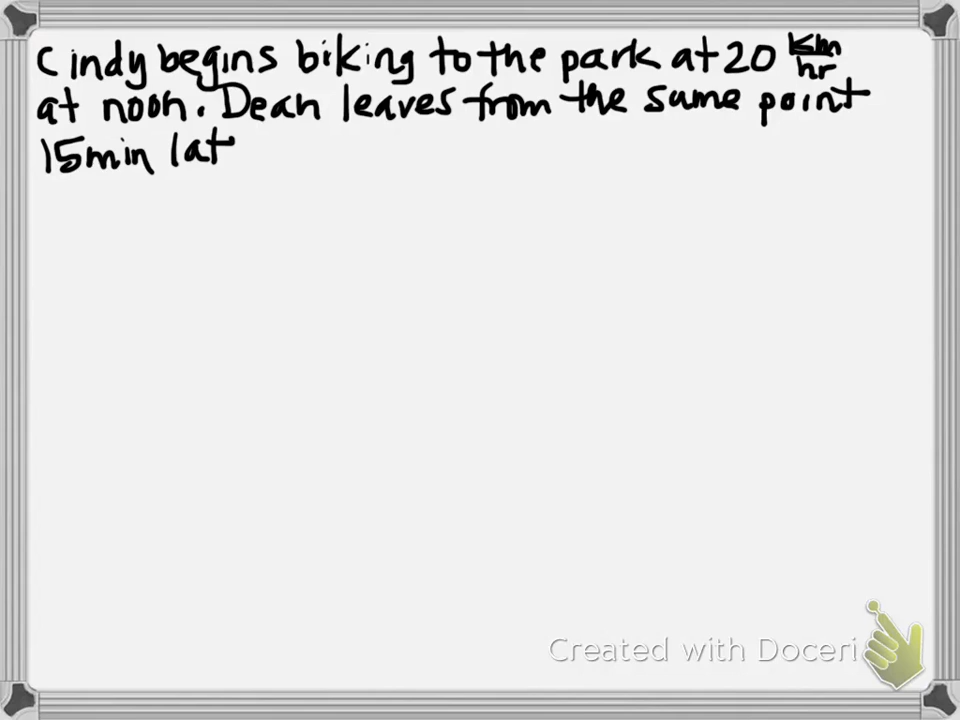 Cindy begins biking to the park at 20 km/hr
at noon. Dean leaves from the same point
15min lat
Created with Doceri